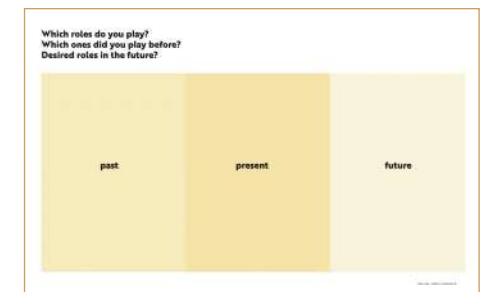 Which roles do you play?
Which ones did you play before?
Desired roles in the future?
past
present
future